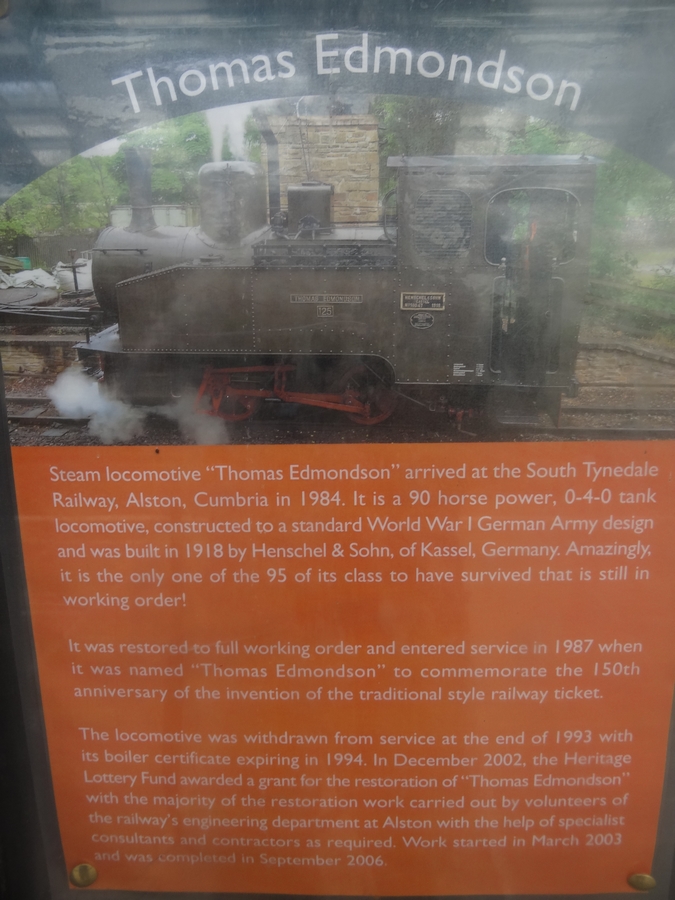 Thomas Edmondson
THOMAS EDMONDSON
125
Steam locomotive “Thomas Edmondson” arrived at the South Tynedale
Railway, Alston, Cumbria in 1984. It is a 90 horse power, 0-4-0 tank
locomotive, constructed to a standard World War I German Army design
and was built in 1918 by Henschel & Sohn, of Kassel, Germany. Amazingly,
it is the only one of the 95 of its class to have survived that is still in
working order!
It was restored to full working order and entered service in 1987 when
it was named “Thomas Edmondson” to commemorate the 150th
anniversary of the invention of the traditional style railway ticket.
The locomotive was withdrawn from service at the end of 1993 with
its boiler certificate expiring in 1994. In December 2002, the Heritage
Lottery Fund awarded a grant for the restoration of “Thomas Edmondson”
with the majority of the restoration work carried out by volunteers of
the railway’s engineering department at Alston with the help of specialist
consultants and contractors as required. Work started in March 2003
and was completed in September 2006.